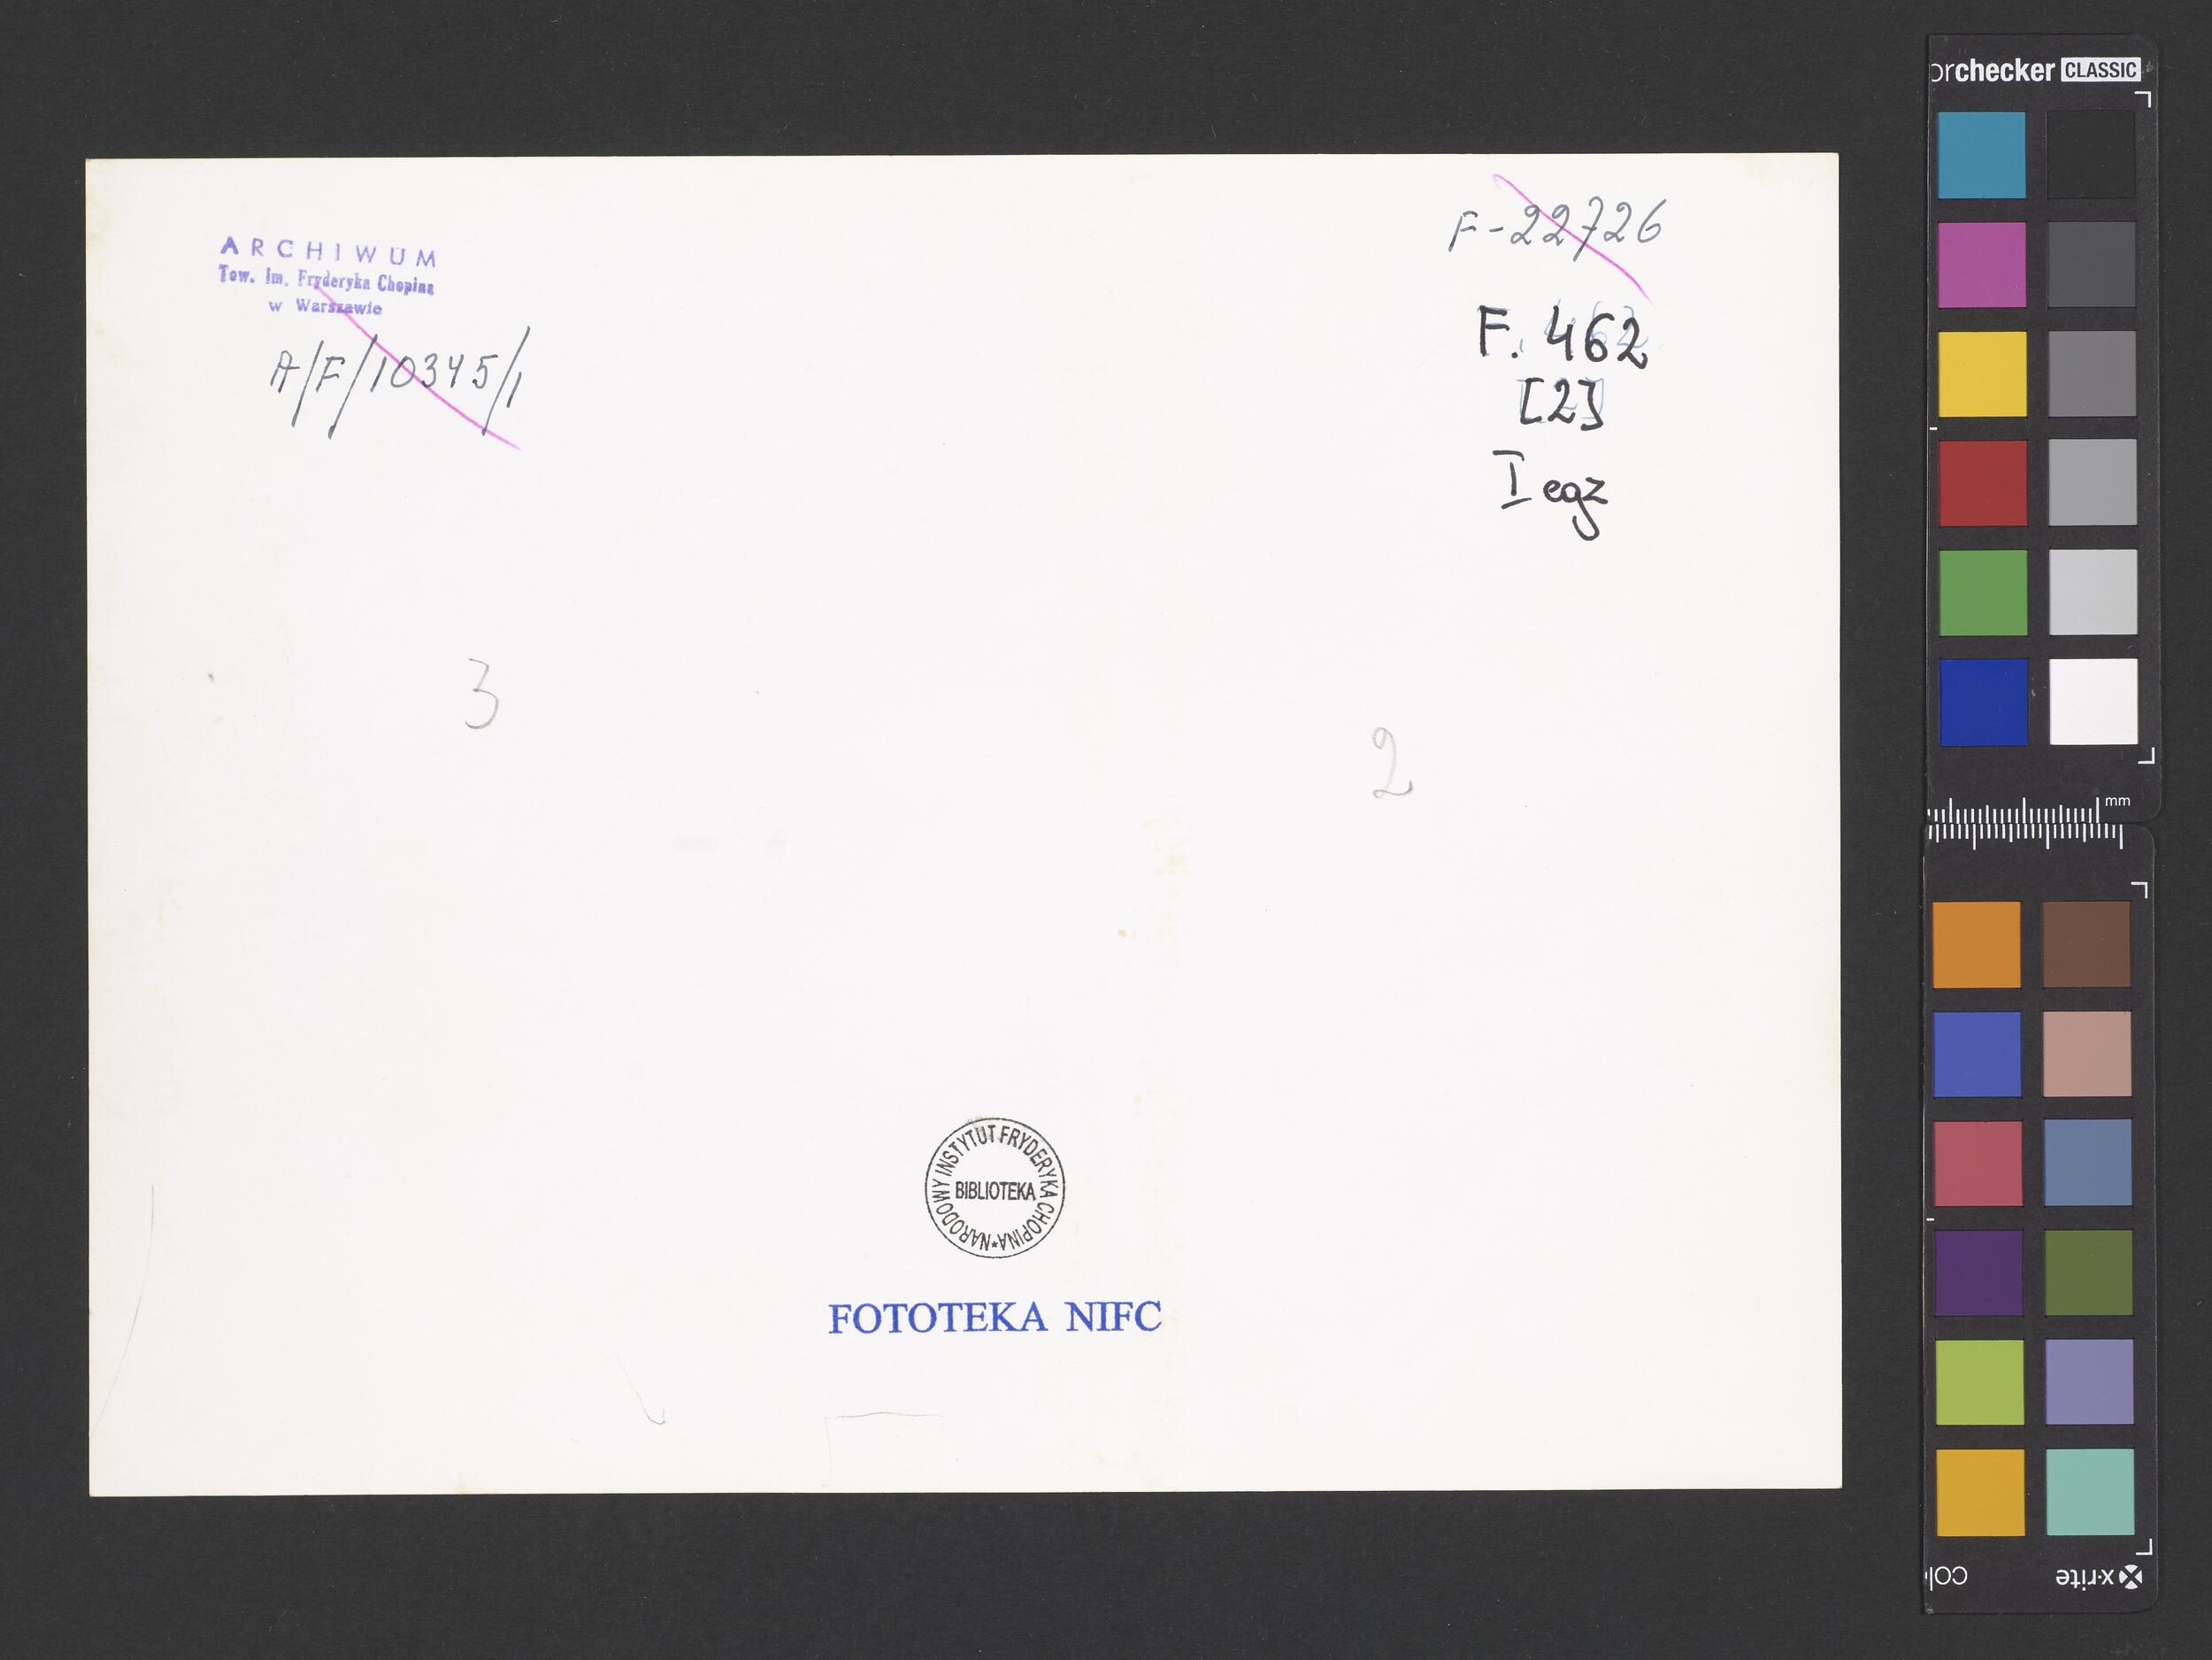 ARCHIWUM
Tow. Im. Fryderyka Chopina
w Warszawie
A/F/10345/1
F-22726
F. 462
[2]
I egz
3
2
NARODOWY INSTYTUT FRYDERYKA CHOPINA
BIBLIOTEKA
FOTOTEKA NIFC
orchecker CLASSIC
mm
x-rite
colo